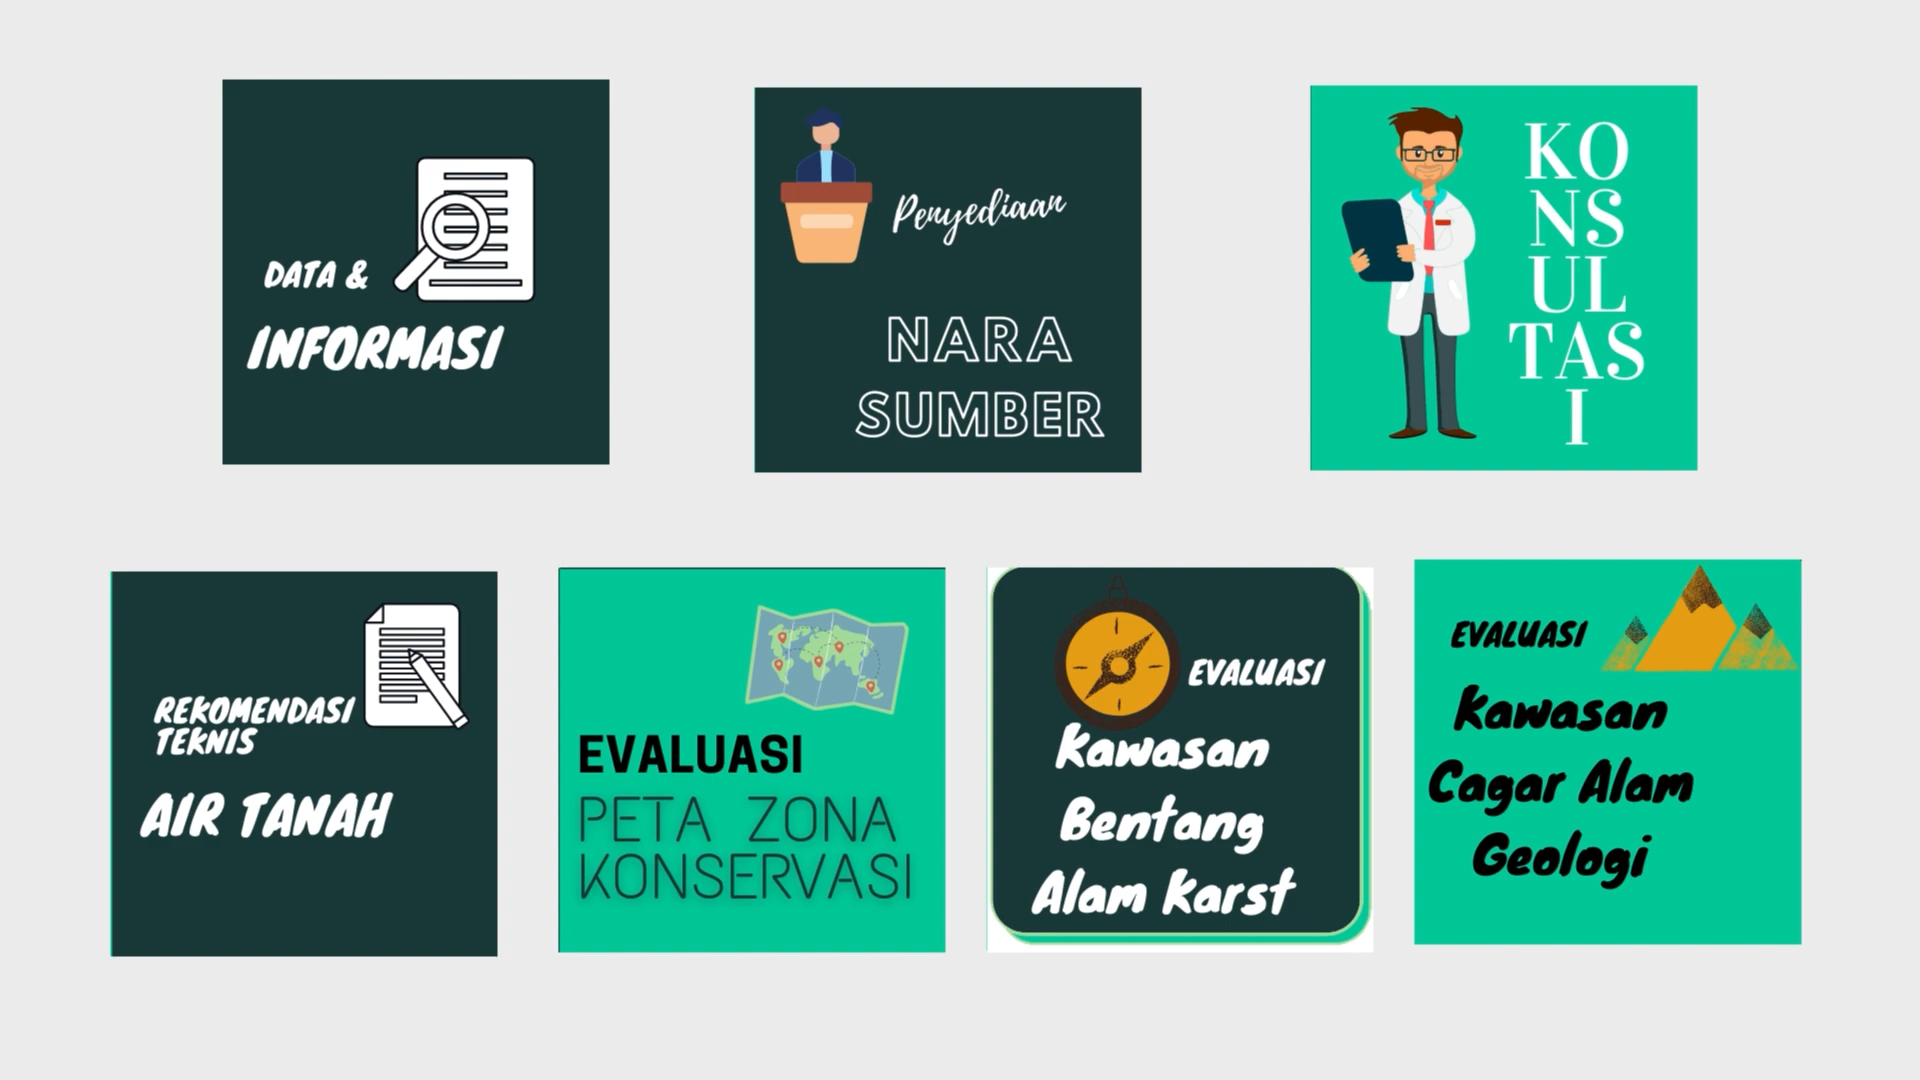 DATA &
INFORMASI
Penyediaan
NARA
SUMBER
KO
NS
UL
TAS
I
REKOMENDASI
TEKNIS
AIR TANAH
EVALUASI
PETA ZONA
KONSERVASI
EVALUASI
Kawasan
Bentang
Alam Karst
EVALUASI
Kawasan
Cagar Alam
Geologi